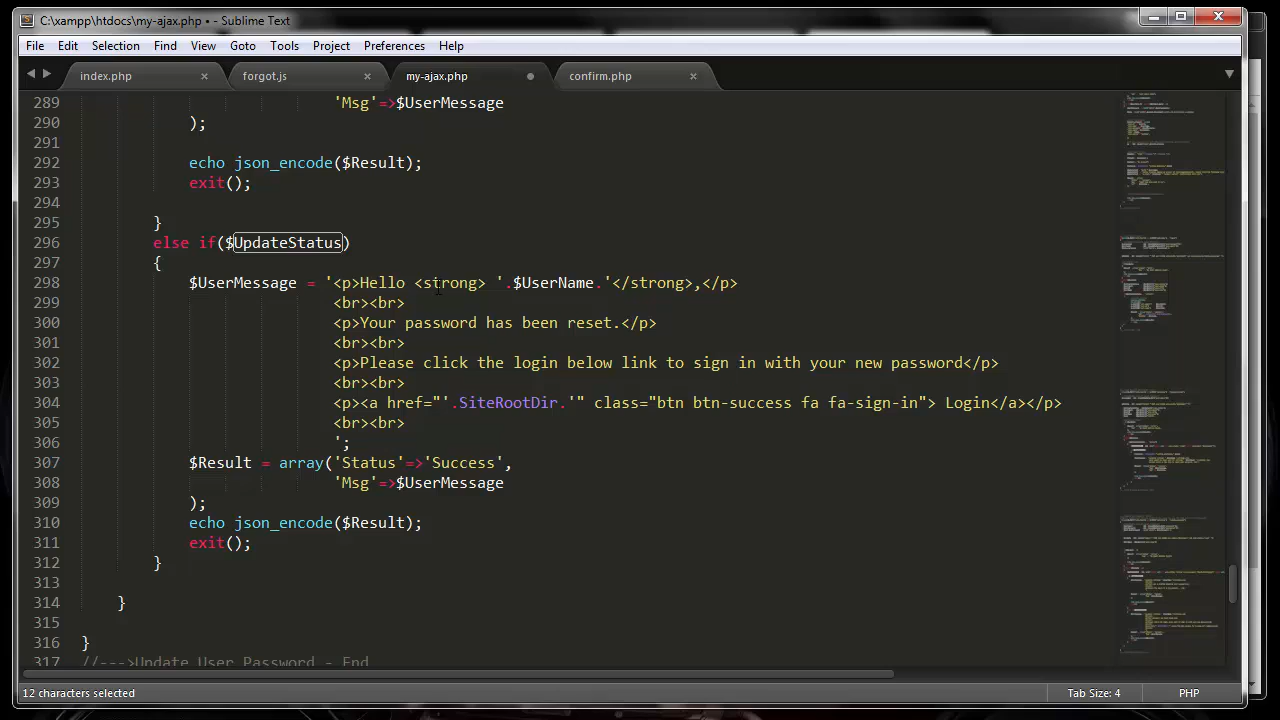 C:\xampp\htdocs\my-ajax.php • - Sublime Text
File Edit Selection Find View Goto Tools Project Preferences Help
index.php forgot.js my-ajax.php confirm.php
289 'Msg'=>$UserMessage
290 );
291
292 echo json_encode($Result);
293 exit();
294
295 }
296 else if($UpdateStatus)
297 {
298 $UserMessage = '<p>Hello <strong> '.$UserName.'</strong>,</p>
299 <br><br>
300 <p>Your password has been reset.</p>
301 <br><br>
302 <p>Please click the login below link to sign in with your new password</p>
303 <br><br>
304 <p><a href="'.SiteRootDir.'" class="btn btn-success fa fa-sign-in"> Login</a></p>
305 <br><br>
306 ';
307 $Result = array('Status'=>'Success',
308 'Msg'=>$UserMessage
309 );
310 echo json_encode($Result);
311 exit();
312 }
313
314 }
315
316 }
317 //--->Update User Password - End
12 characters selected Tab Size: 4 PHP